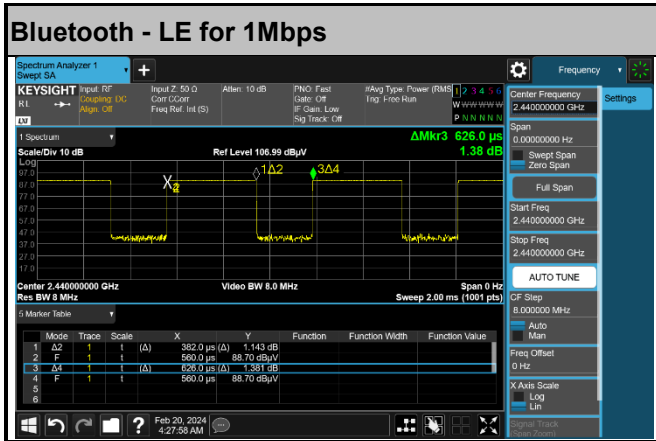 Bluetooth - LE for 1Mbps
Spectrum Analyzer 1
Swept SA
+
Frequency
KEYSIGHT
RL
LXI
Input: RF
Coupling: DC
Align: Off
Input Z: 50 Ω
Corr CCorr
Freq Ref: Int (S)
Atten: 10 dB
PNO: Fast
Gate: Off
IF Gain: Low
Sig Track: Off
#Avg Type: Power (RMS
Trig: Free Run
1 2 3 4 5 6
W W W W W W
P N N N N N
1 Spectrum
ΔMkr3 626.0 µs
1.38 dB
Scale/Div 10 dB
Ref Level 106.99 dBµV
Log
97.0
87.0
77.0
67.0
57.0
47.0
37.0
27.0
17.0
X2
1Δ2
3Δ4
Center 2.440000000 GHz
Res BW 8 MHz
Video BW 8.0 MHz
Span 0 Hz
Sweep 2.00 ms (1001 pts)
5 Marker Table
Mode Trace Scale X Y Function Function Width Function Value
1 Δ2 1 t (Δ) 382.0 µs (Δ) 1.143 dB
2 F 1 t 560.0 µs 88.70 dBµV
3 Δ4 1 t (Δ) 626.0 µs (Δ) 1.381 dB
4 F 1 t 560.0 µs 88.70 dBµV
5
6
Feb 20, 2024
4:27:58 AM
Center Frequency
2.440000000 GHz
Settings
Span
0.00000000 Hz
Swept Span
Zero Span
Full Span
Start Freq
2.440000000 GHz
Stop Freq
2.440000000 GHz
AUTO TUNE
CF Step
8.000000 MHz
Auto
Man
Freq Offset
0 Hz
X Axis Scale
Log
Lin
Signal Track
(Span Zoom)